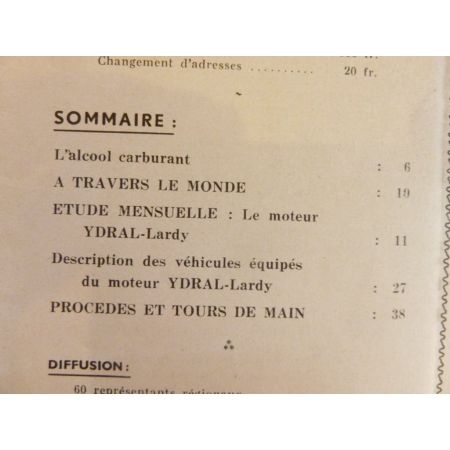 Changement d'adresses .......... 20 fr.
SOMMAIRE :
L'alcool carburant : 6
A TRAVERS LE MONDE : 10
ETUDE MENSUELLE : Le moteur
YDRAL-Lardy : 11
Description des véhicules équipés
du moteur YDRAL-Lardy : 27
PROCEDES ET TOURS DE MAIN : 38
DIFFUSION :
60 représentants régionaux